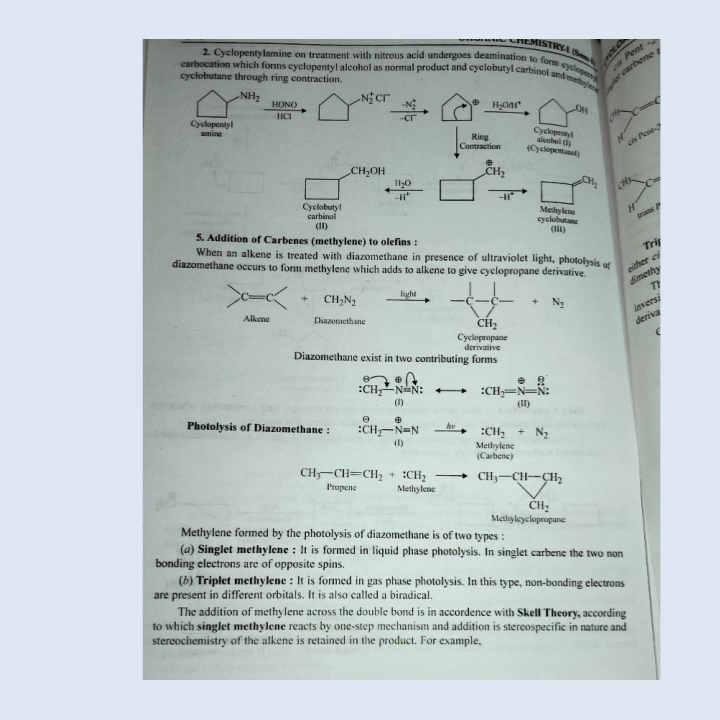 ORGANIC CHEMISTRY-I
2. Cyclopentylamine on treatment with nitrous acid undergoes deamination to form cyclopentyl
carbocation which forms cyclopentyl alcohol as normal product and cyclobutyl carbinol and methylene
cyclobutane through ring contraction.
NH₂ HONO HCl N₂⁺Cl⁻ –N₂ –Cl⁻ ⊕ H₂O/H⁺ OH
Cyclopentyl
amine
Cyclopentyl
alcohol (I)
(Cyclopentanol)
Ring
Contraction
CH₂OH H₂O –H⁺ ⊕ CH₂ –H⁺ CH₂
Cyclobutyl
carbinol
(II)
Methylene
cyclobutane
(III)
5. Addition of Carbenes (methylene) to olefins :
When an alkene is treated with diazomethane in presence of ultraviolet light, photolysis of
diazomethane occurs to form methylene which adds to alkene to give cyclopropane derivative.
C=C + CH₂N₂ light —C—C— + N₂
CH₂
Alkene Diazomethane
Cyclopropane
derivative
Diazomethane exist in two contributing forms
:CH₂—N≡N: ⟷ :CH₂=N=N:
(I) (II)
Photolysis of Diazomethane : :CH₂—N≡N hv :CH₂ + N₂
(I) Methylene
(Carbene)
CH₃—CH=CH₂ + :CH₂ ⟶ CH₃—CH—CH₂
Propene Methylene
CH₂
Methylcyclopropane
Methylene formed by the photolysis of diazomethane is of two types :
(a) Singlet methylene : It is formed in liquid phase photolysis. In singlet carbene the two non
bonding electrons are of opposite spins.
(b) Triplet methylene : It is formed in gas phase photolysis. In this type, non-bonding electrons
are present in different orbitals. It is also called a biradical.
The addition of methylene across the double bond is in accordance with Skell Theory, according
to which singlet methylene reacts by one-step mechanism and addition is stereospecific in nature and
stereochemistry of the alkene is retained in the product. For example,